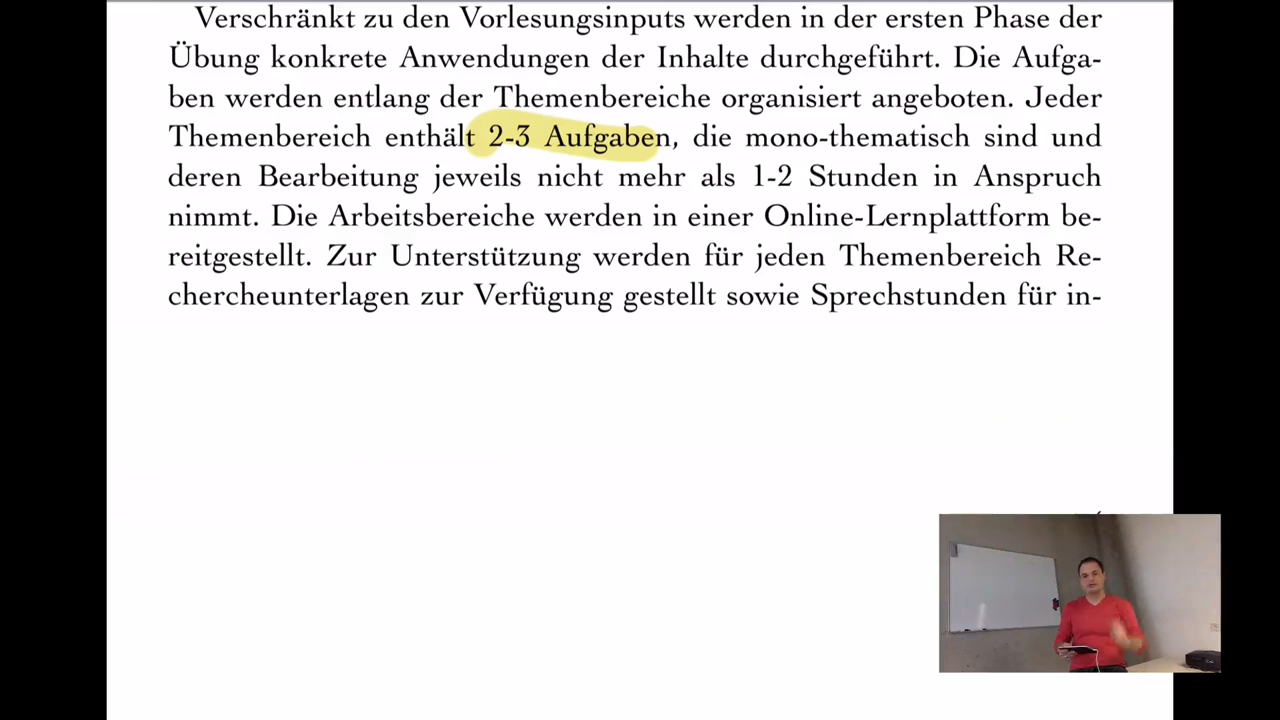 Verschränkt zu den Vorlesungsinputs werden in der ersten Phase der
Übung konkrete Anwendungen der Inhalte durchgeführt. Die Aufga-
ben werden entlang der Themenbereiche organisiert angeboten. Jeder
Themenbereich enthält 2-3 Aufgaben, die mono-thematisch sind und
deren Bearbeitung jeweils nicht mehr als 1-2 Stunden in Anspruch
nimmt. Die Arbeitsbereiche werden in einer Online-Lernplattform be-
reitgestellt. Zur Unterstützung werden für jeden Themenbereich Re-
chercheunterlagen zur Verfügung gestellt sowie Sprechstunden für in-